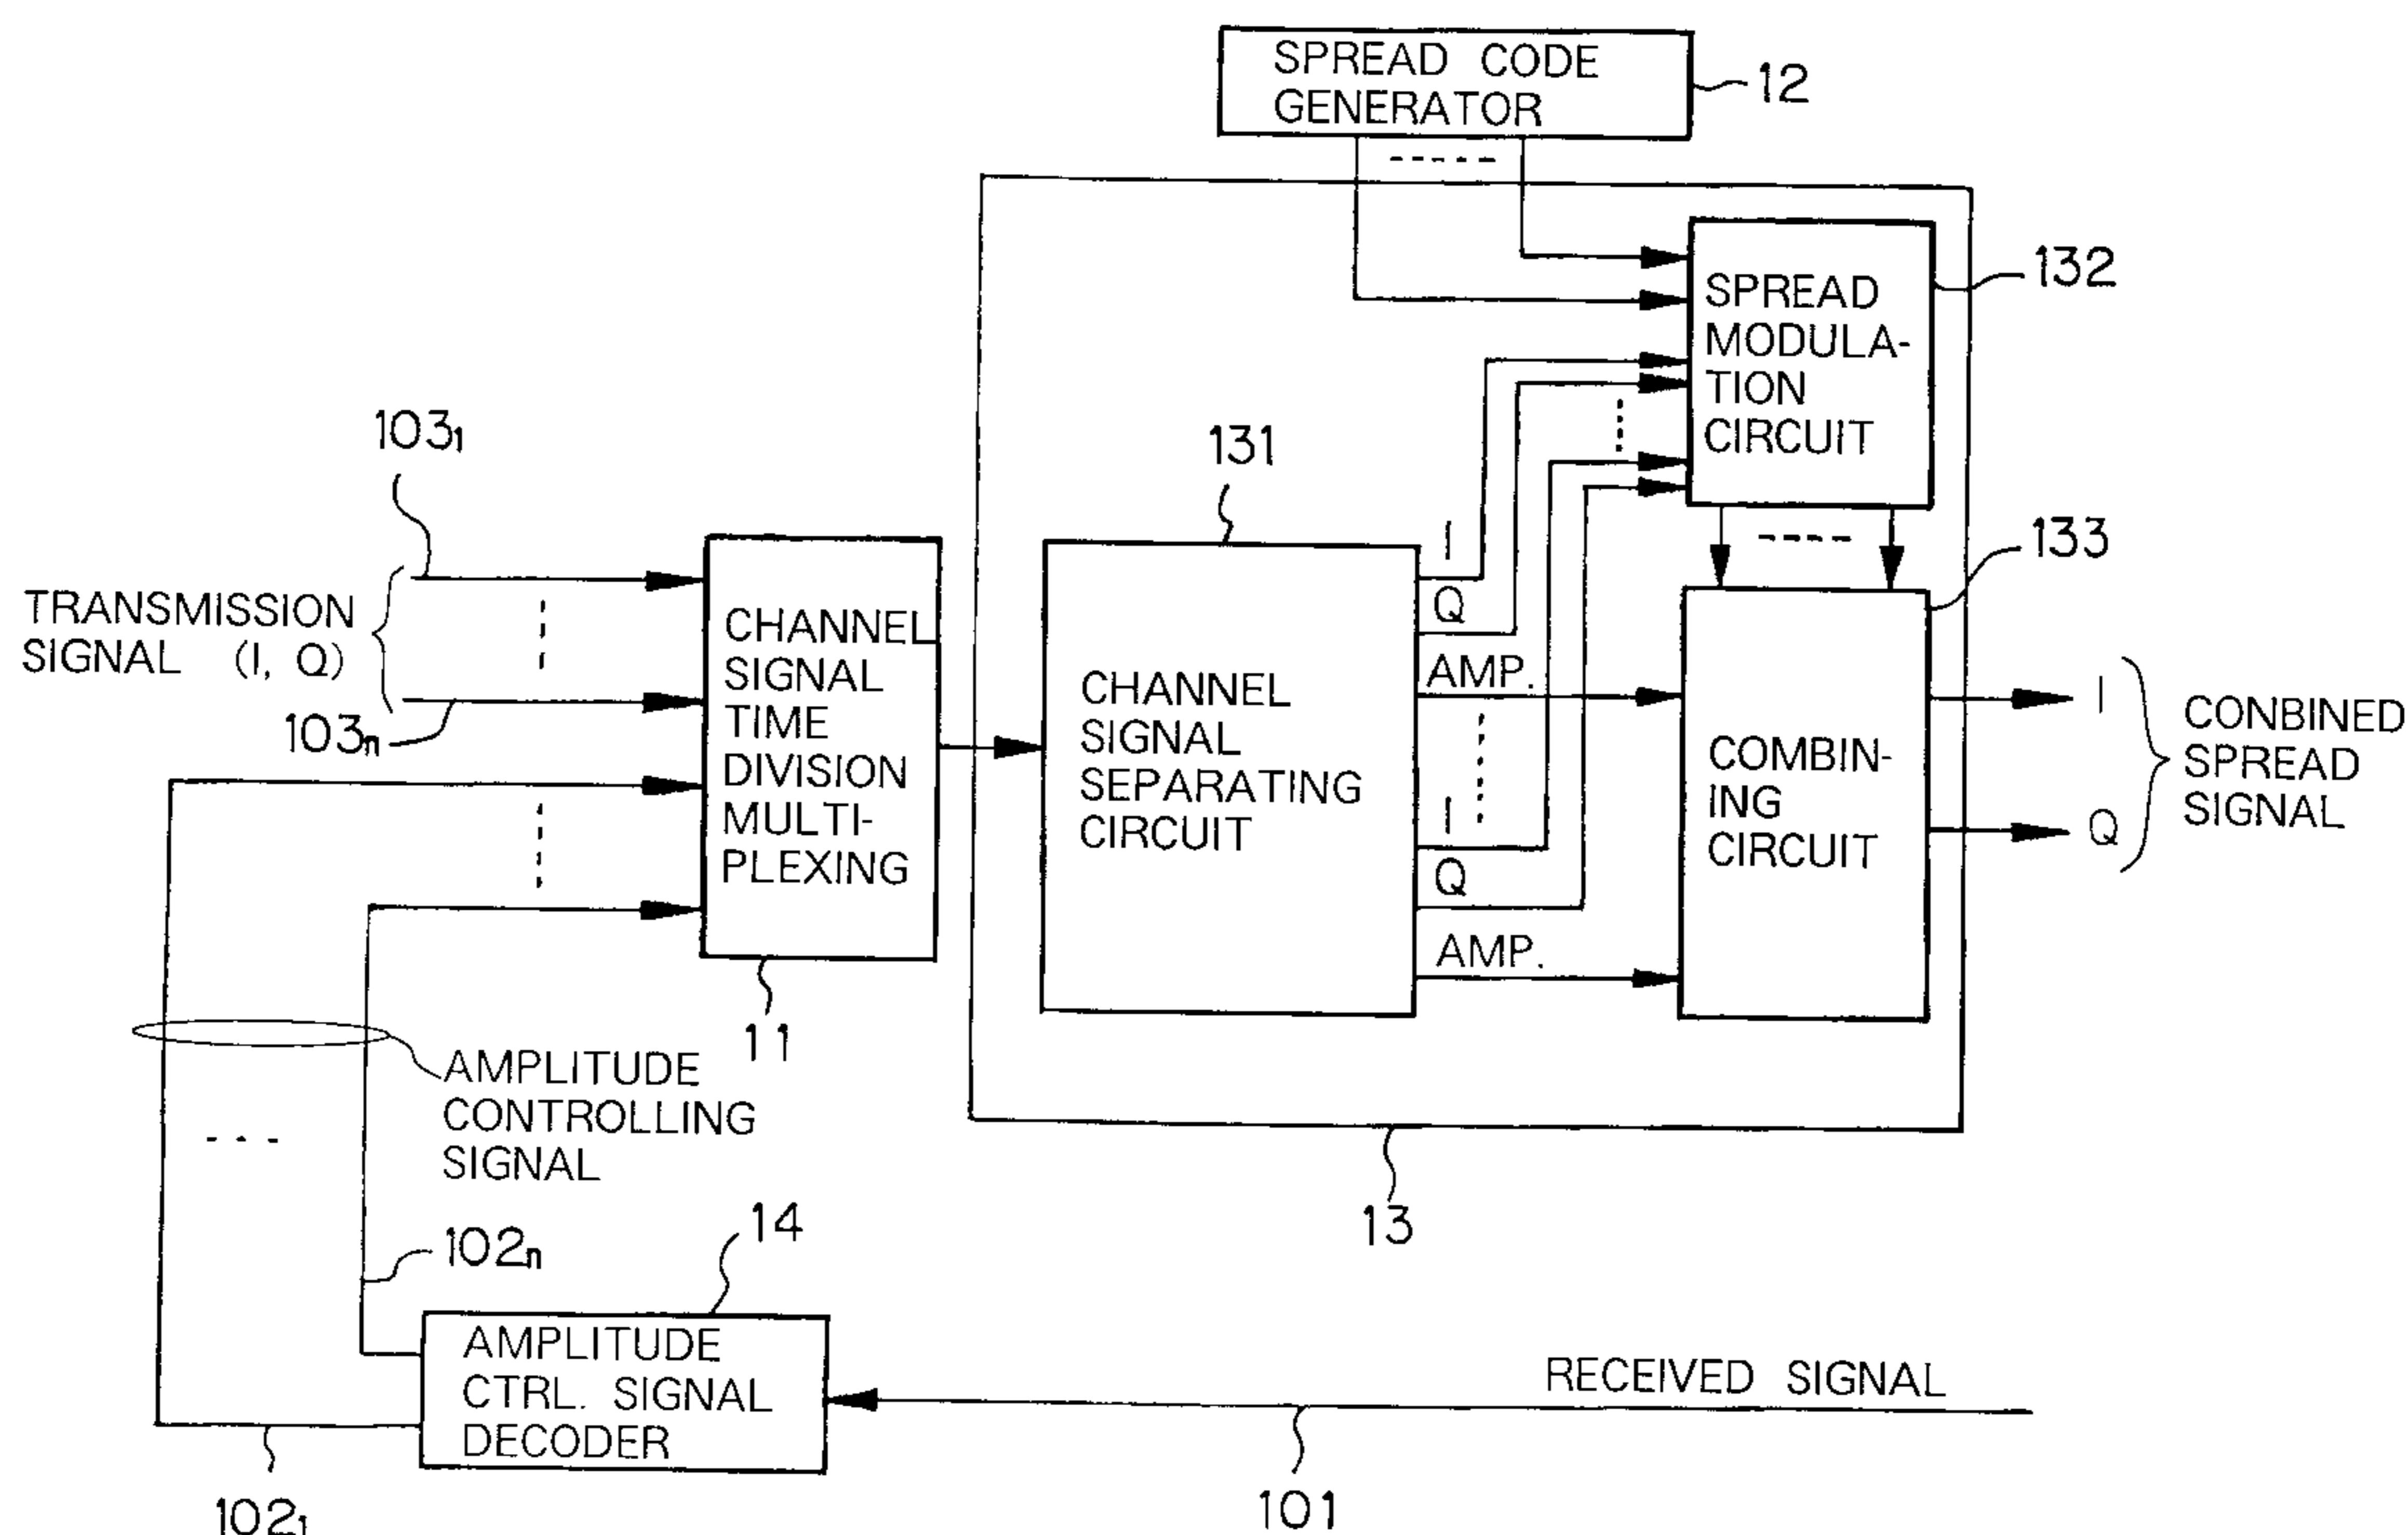 SPREAD CODE
GENERATOR
12
132
SPREAD
MODULA-
TION
CIRCUIT
103₁
131
133
TRANSMISSION
SIGNAL (I, Q)
103ₙ
CHANNEL
SIGNAL
TIME
DIVISION
MULTI-
PLEXING
11
CHANNEL
SIGNAL
SEPARATING
CIRCUIT
I
Q
AMP.
I
Q
AMP.
COMBIN-
ING
CIRCUIT
I
Q
CONBINED
SPREAD
SIGNAL
AMPLITUDE
CONTROLLING
SIGNAL
13
102ₙ
14
AMPLITUDE
CTRL. SIGNAL
DECODER
RECEIVED SIGNAL
102₁
101